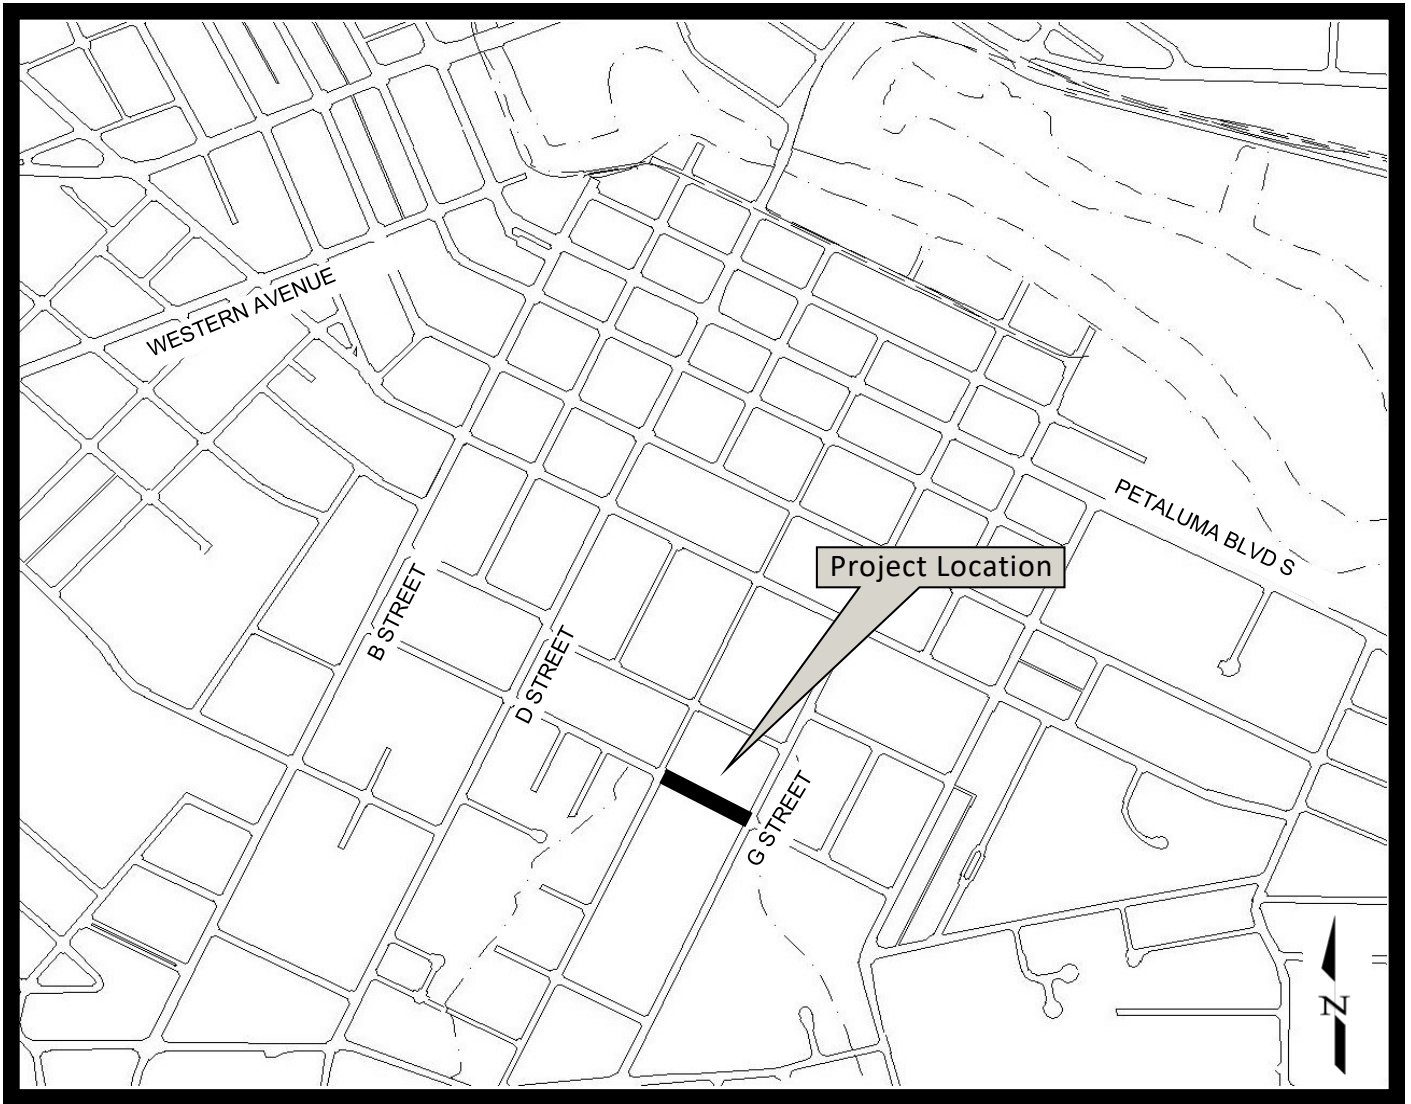 WESTERN AVENUE
PETALUMA BLVD S
Project Location
B STREET
D STREET
G STREET
N